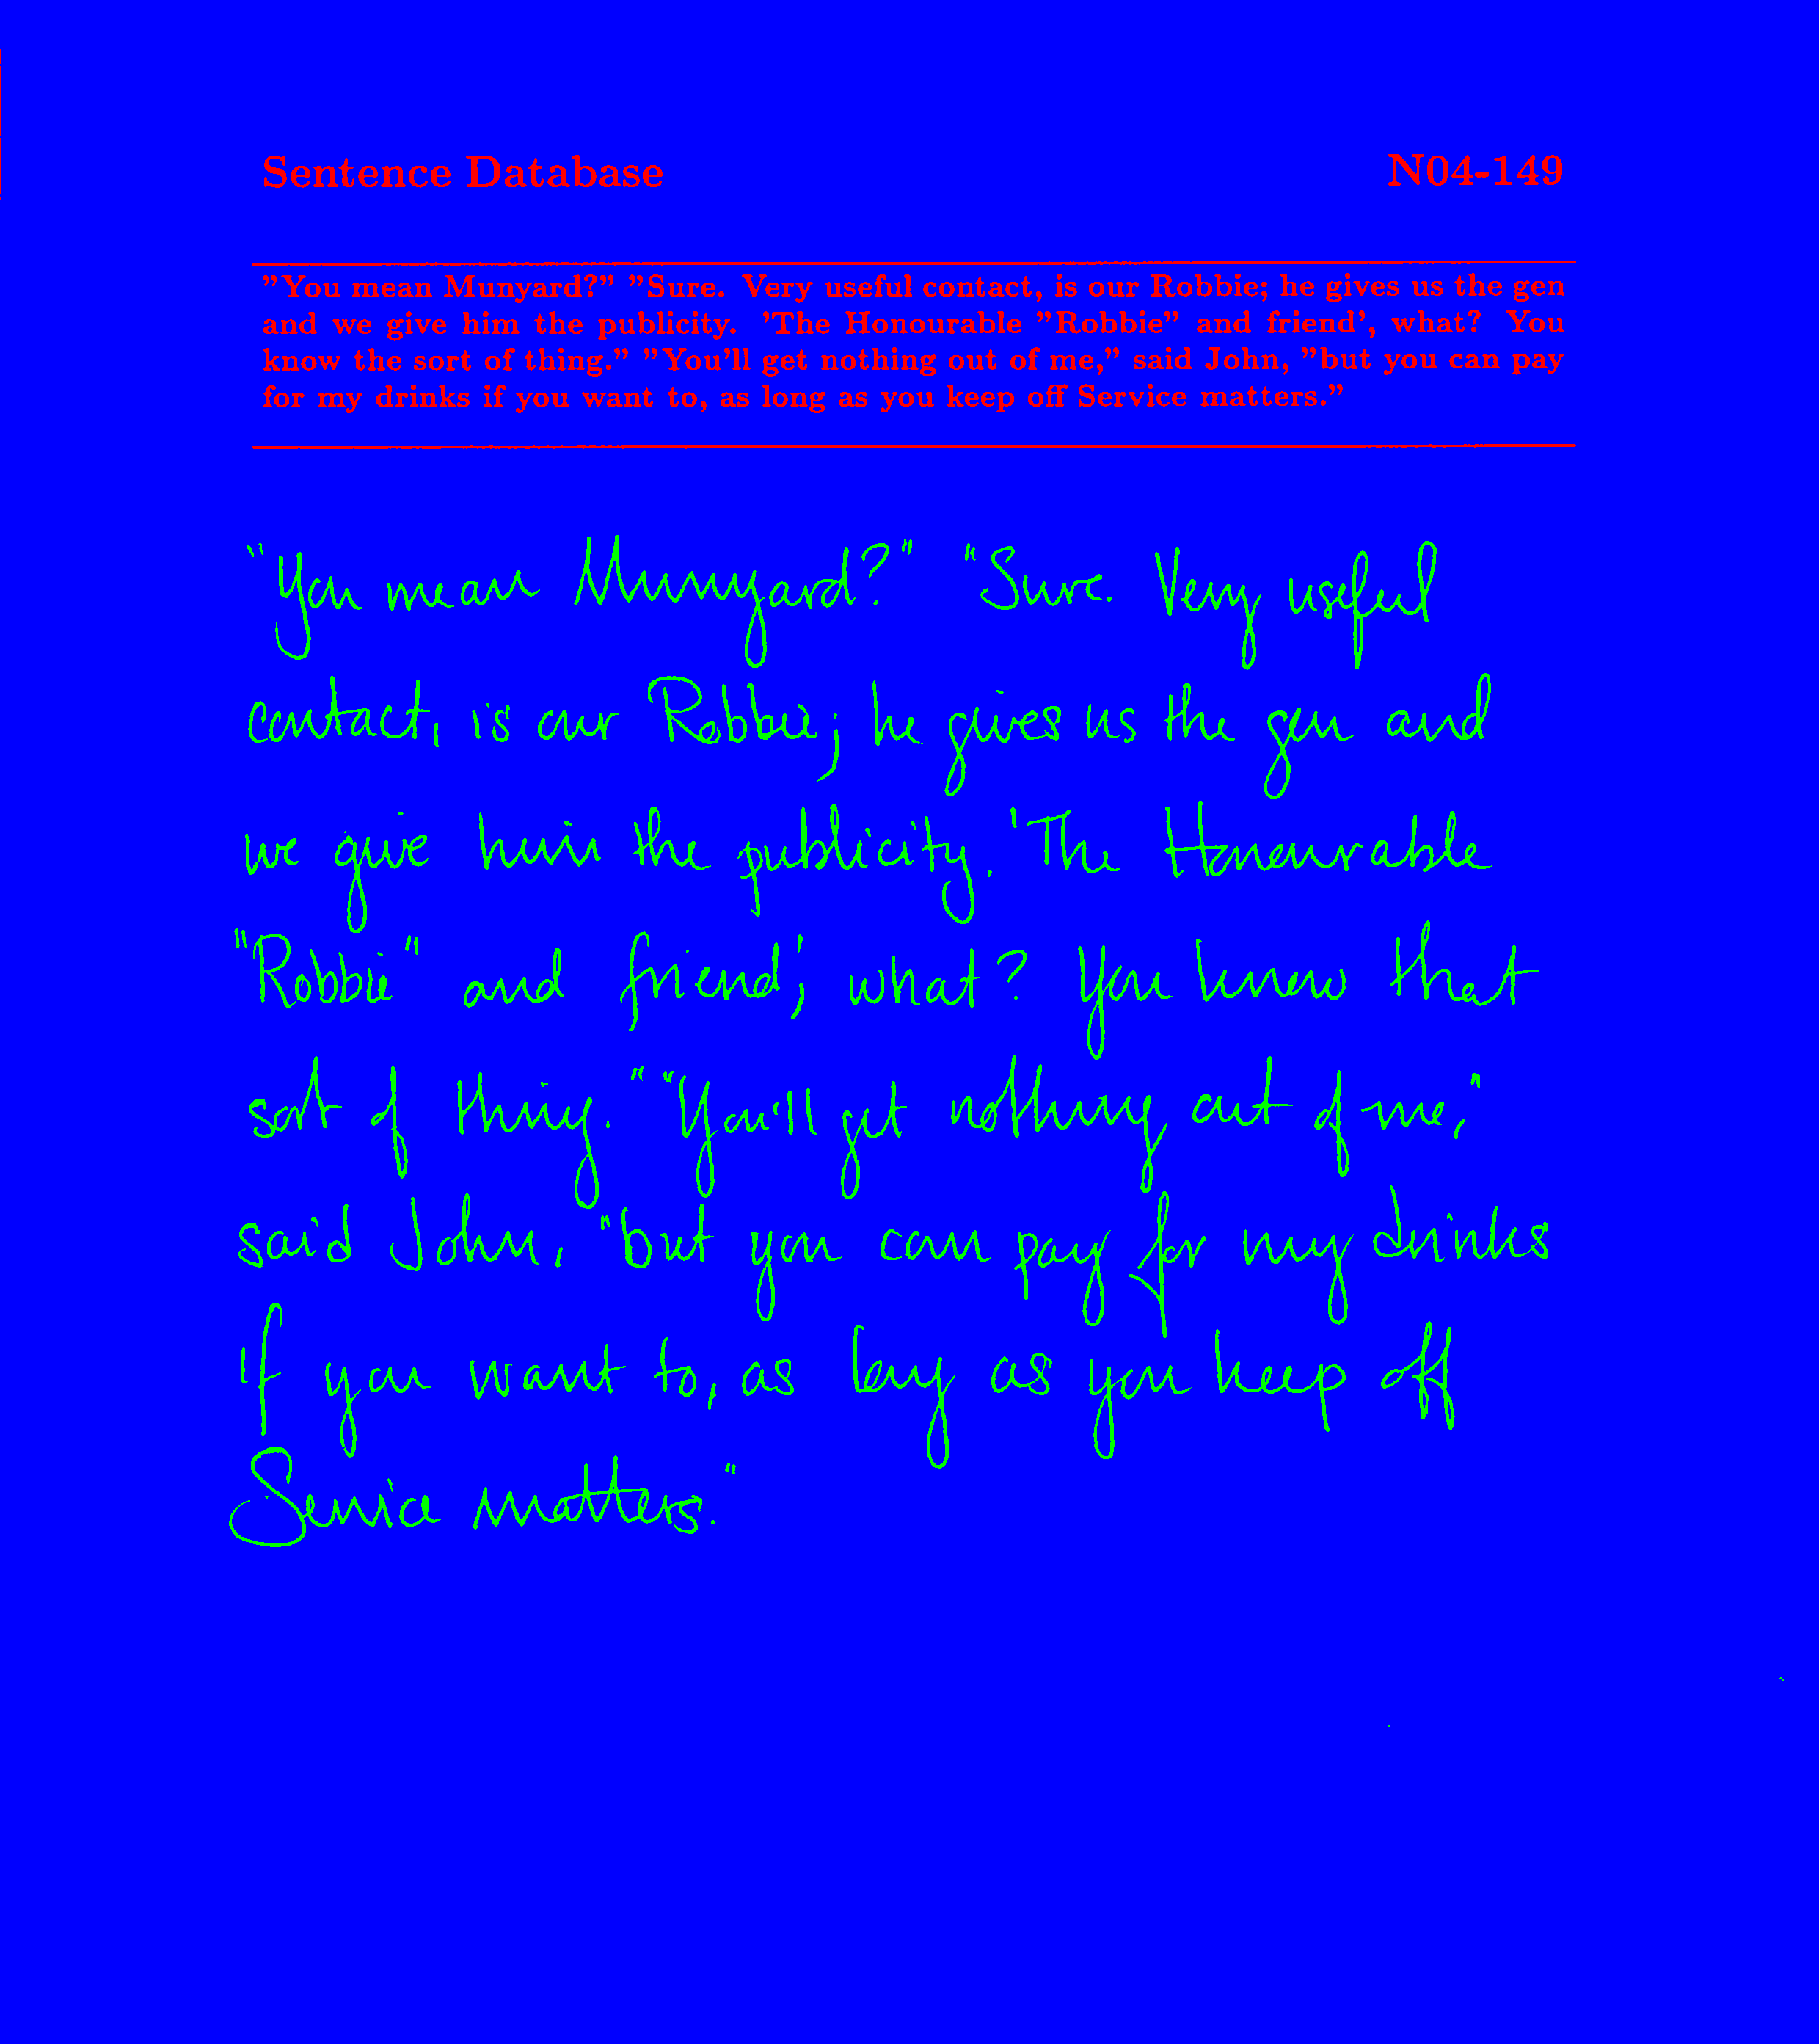 Sentence Database N04-149
"You mean Munyard?" "Sure. Very useful contact, is our Robbie; he gives us the gen
and we give him the publicity. 'The Honourable "Robbie" and friend', what? You
know the sort of thing." "You'll get nothing out of me," said John, "but you can pay
for my drinks if you want to, as long as you keep off Service matters."
"You mean Munyard?" "Sure. Very useful
contact, is our Robbie; he gives us the gen and
we give him the publicity. 'The Honourable
"Robbie" and friend', what? You know that
sort of thing." "You'll get nothing out of me,"
said John, "but you can pay for my drinks
if you want to, as long as you keep off
Service matters."